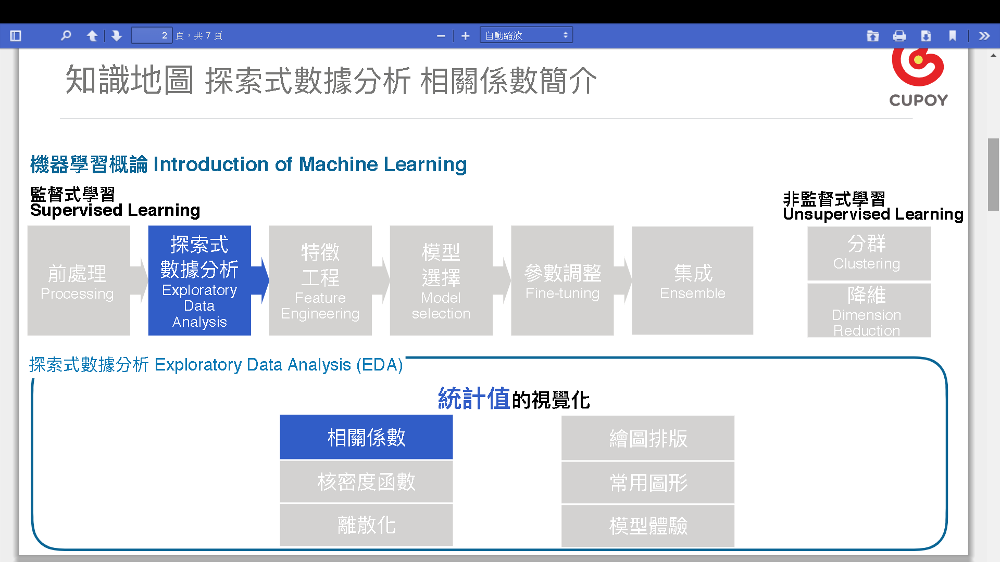 2 頁，共 7 頁
自動縮放
知識地圖 探索式數據分析 相關係數簡介
CUPOY
機器學習概論 Introduction of Machine Learning
監督式學習
Supervised Learning
非監督式學習
Unsupervised Learning
前處理
Processing
探索式
數據分析
Exploratory
Data
Analysis
特徵
工程
Feature
Engineering
模型
選擇
Model
selection
參數調整
Fine-tuning
集成
Ensemble
分群
Clustering
降維
Dimension
Reduction
探索式數據分析 Exploratory Data Analysis (EDA)
統計值的視覺化
相關係數
核密度函數
離散化
繪圖排版
常用圖形
模型體驗